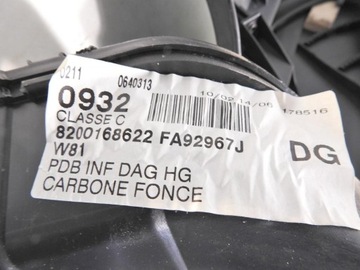 0211
0640313
0932
10/02/14/06 178516
CLASSE C
8200168622 FA92967J
W81
DG
PDB INF DAG HG
CARBONE FONCE